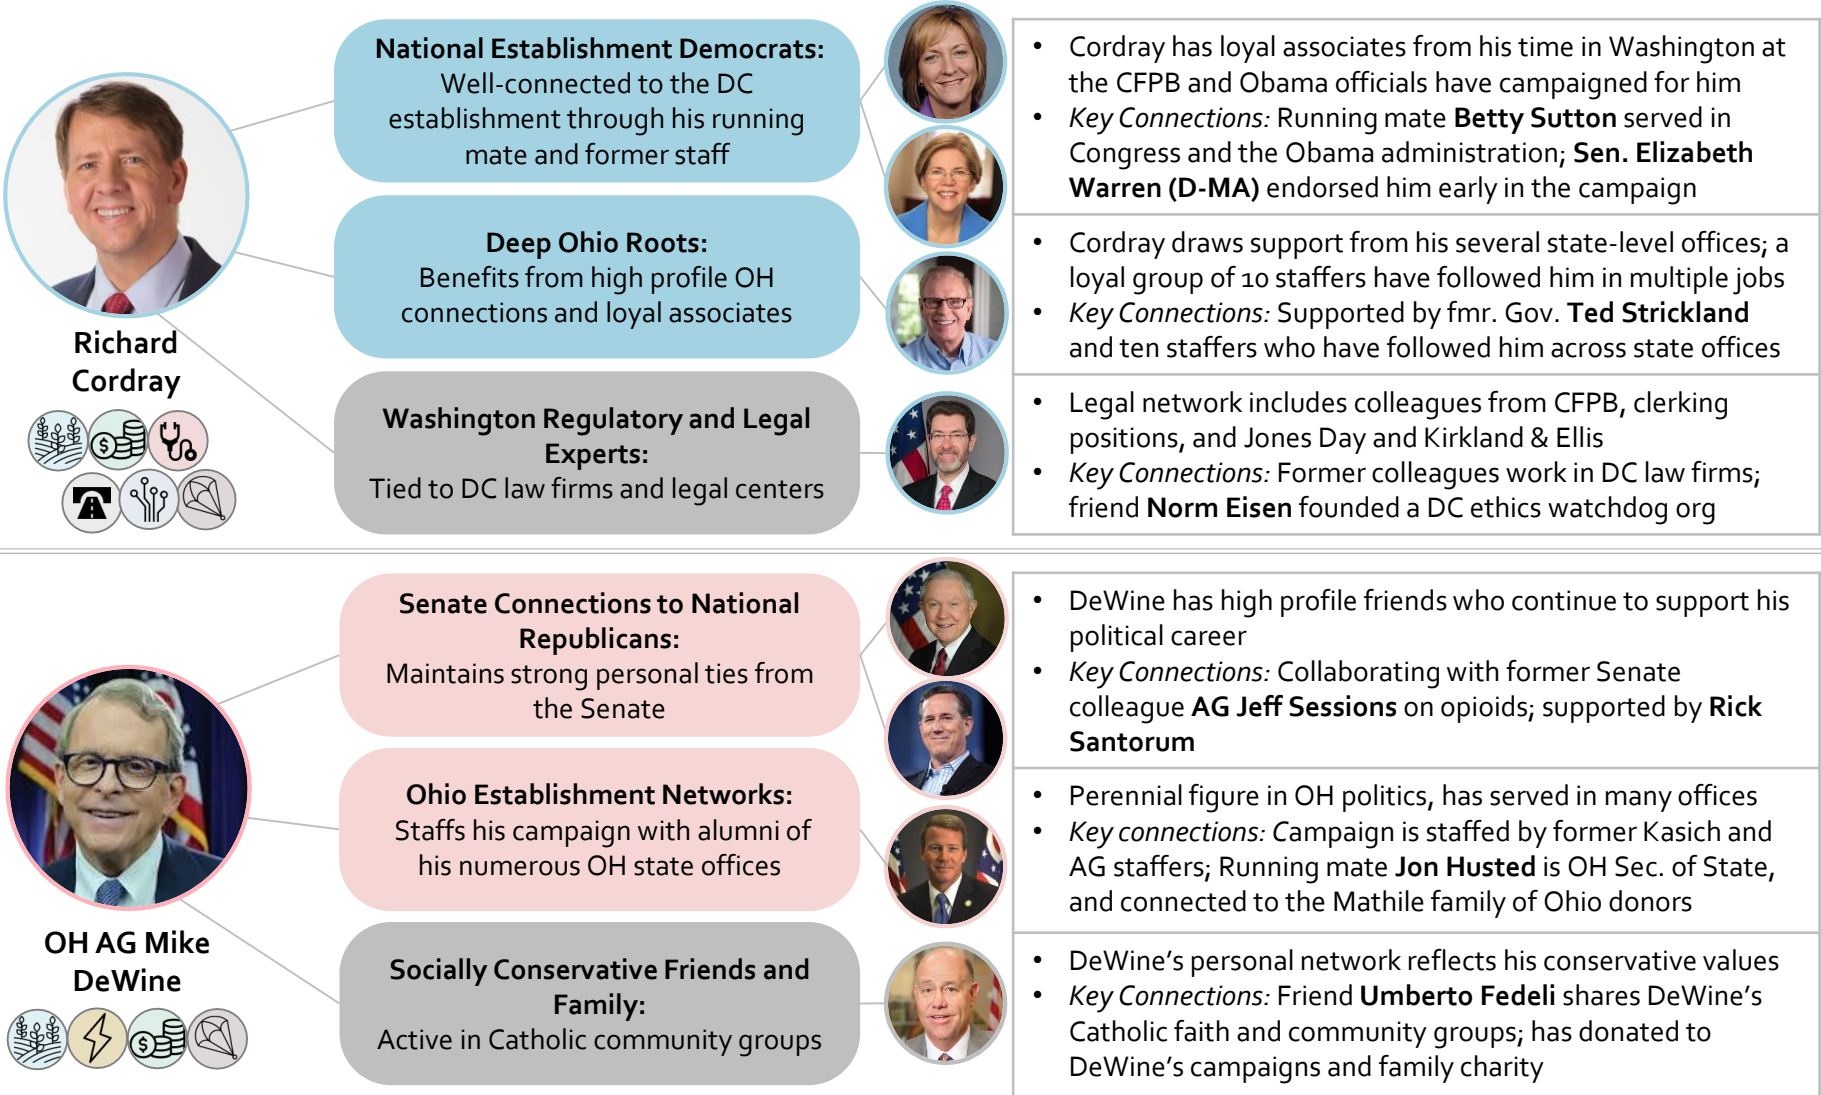 National Establishment Democrats:
Well-connected to the DC
establishment through his running
mate and former staff
• Cordray has loyal associates from his time in Washington at
the CFPB and Obama officials have campaigned for him
• Key Connections: Running mate Betty Sutton served in
Congress and the Obama administration; Sen. Elizabeth
Warren (D-MA) endorsed him early in the campaign
Deep Ohio Roots:
Benefits from high profile OH
connections and loyal associates
• Cordray draws support from his several state-level offices; a
loyal group of 10 staffers have followed him in multiple jobs
• Key Connections: Supported by fmr. Gov. Ted Strickland
and ten staffers who have followed him across state offices
Richard
Cordray
Washington Regulatory and Legal
Experts:
Tied to DC law firms and legal centers
• Legal network includes colleagues from CFPB, clerking
positions, and Jones Day and Kirkland & Ellis
• Key Connections: Former colleagues work in DC law firms;
friend Norm Eisen founded a DC ethics watchdog org
Senate Connections to National
Republicans:
Maintains strong personal ties from
the Senate
• DeWine has high profile friends who continue to support his
political career
• Key Connections: Collaborating with former Senate
colleague AG Jeff Sessions on opioids; supported by Rick
Santorum
Ohio Establishment Networks:
Staffs his campaign with alumni of
his numerous OH state offices
• Perennial figure in OH politics, has served in many offices
• Key connections: Campaign is staffed by former Kasich and
AG staffers; Running mate Jon Husted is OH Sec. of State,
and connected to the Mathile family of Ohio donors
OH AG Mike
DeWine
Socially Conservative Friends and
Family:
Active in Catholic community groups
• DeWine’s personal network reflects his conservative values
• Key Connections: Friend Umberto Fedeli shares DeWine’s
Catholic faith and community groups; has donated to
DeWine’s campaigns and family charity